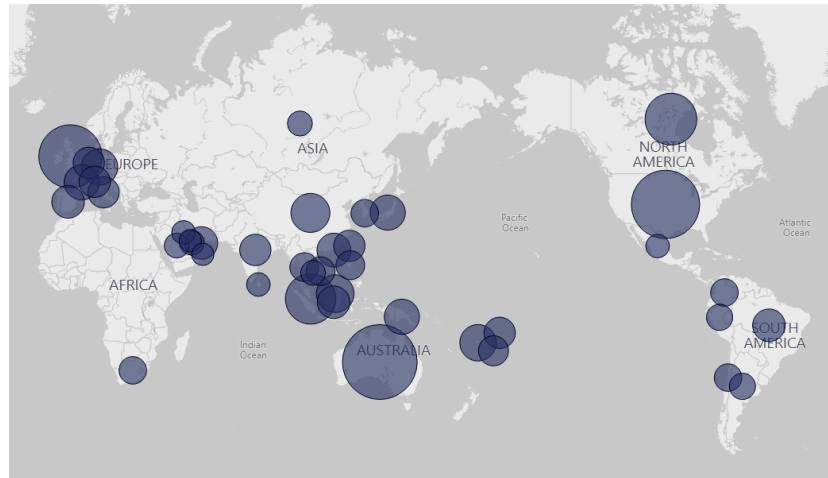 ASIA
NORTH
AMERICA
EUROPE
Pacific
Ocean
Atlantic
Ocean
AFRICA
SOUTH
AMERICA
Indian
Ocean
AUSTRALIA